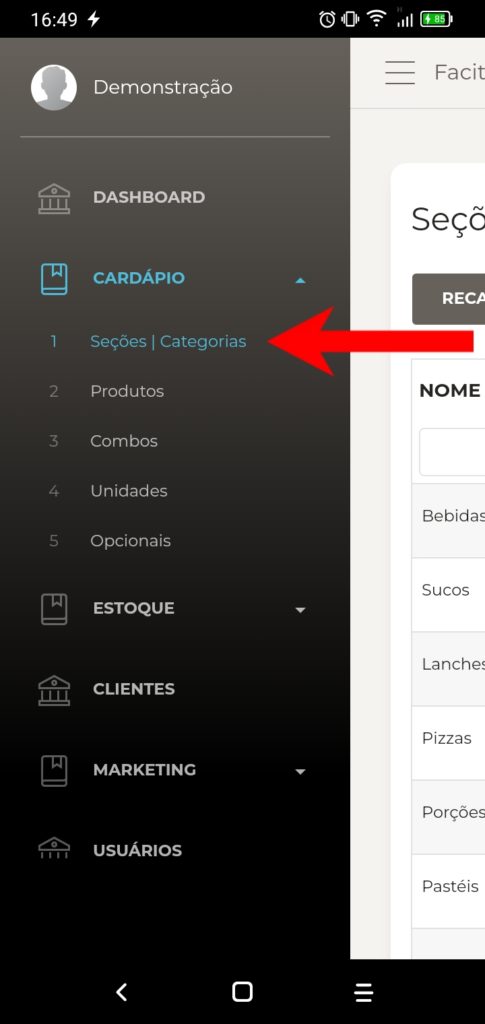 16:49
85
Demonstração
Facit
DASHBOARD
Seçõ
CARDÁPIO
RECA
1 Seções | Categorias
2 Produtos
NOME
3 Combos
4 Unidades
Bebidas
5 Opcionais
Sucos
ESTOQUE
Lanches
CLIENTES
Pizzas
MARKETING
Porções
USUÁRIOS
Pastéis